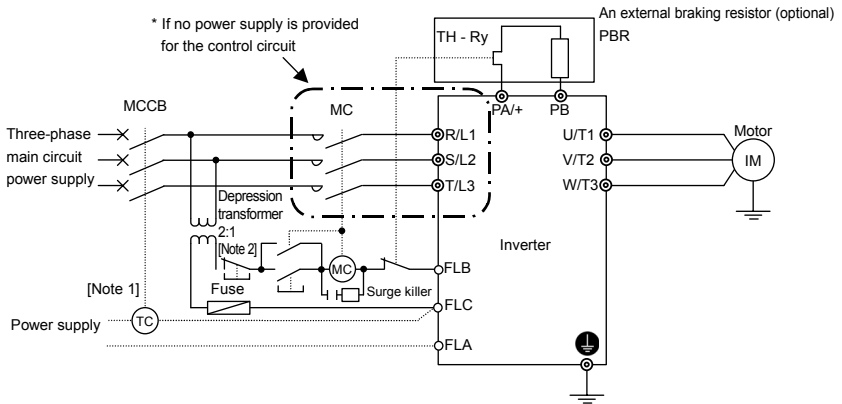 An external braking resistor (optional)
* If no power supply is provided
for the control circuit
TH - Ry
PBR
MCCB
MC
PA/+
PB
Three-phase
main circuit
power supply
R/L1
S/L2
T/L3
U/T1
V/T2
W/T3
Motor
IM
Depression
transformer
2:1
[Note 2]
Inverter
MC
FLB
[Note 1]
Fuse
Surge killer
FLC
Power supply
TC
FLA